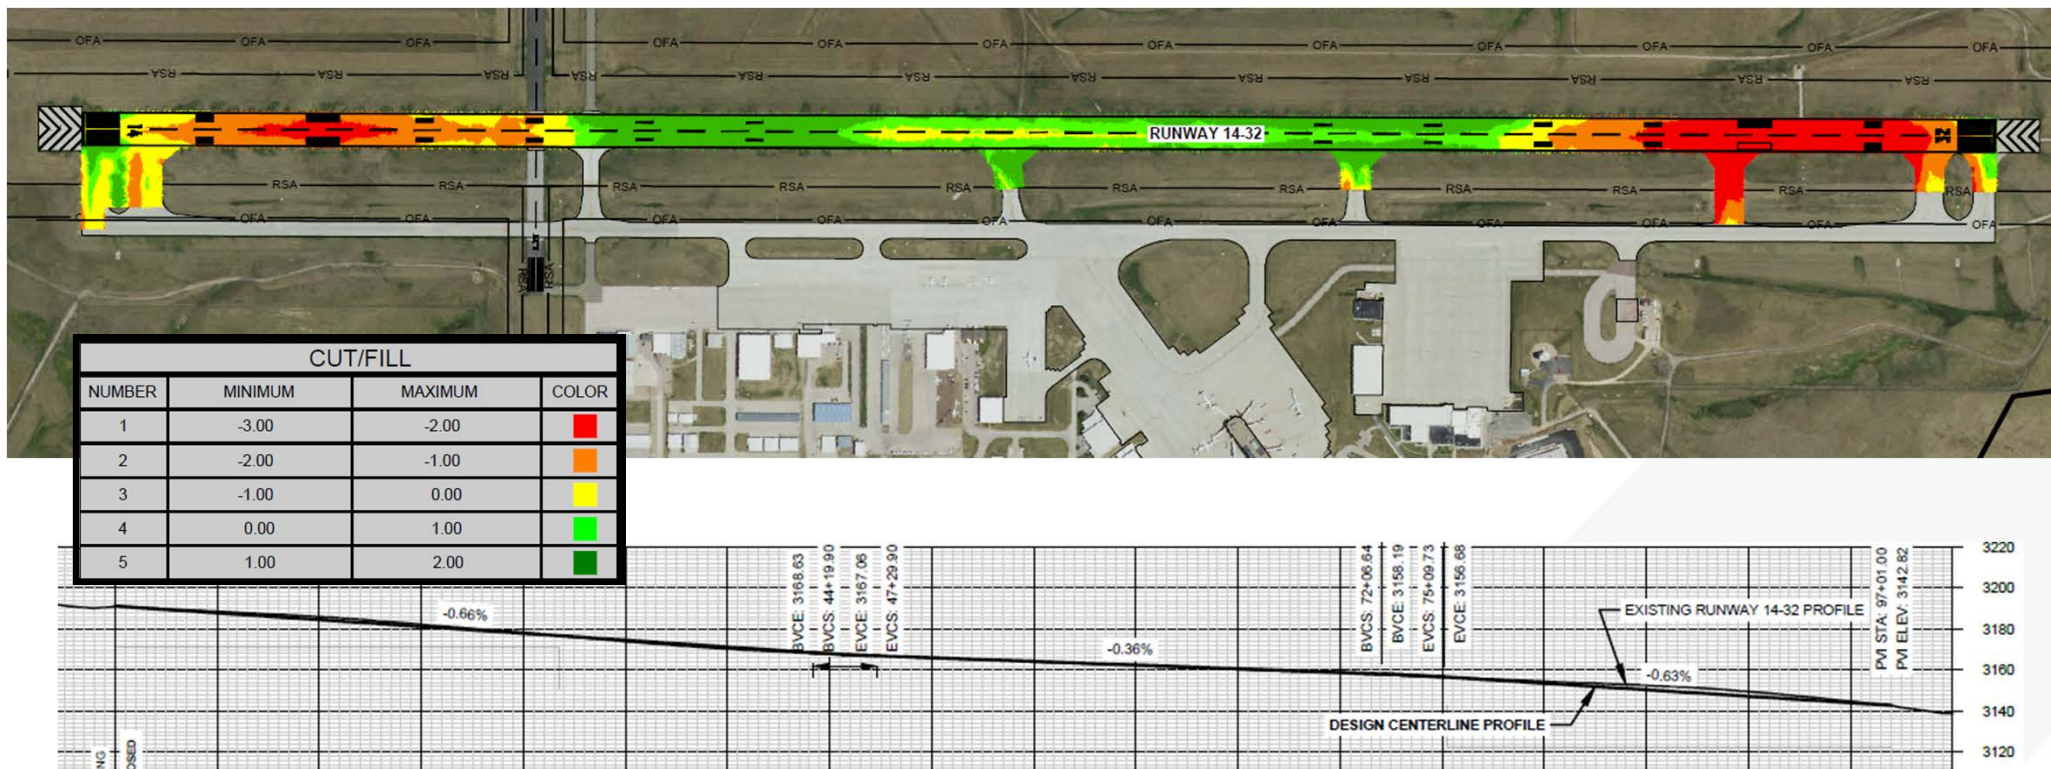 OFA OFA OFA OFA OFA OFA OFA OFA OFA OFA OFA OFA
RSA RSA RSA RSA RSA RSA RSA RSA RSA RSA RSA RSA
14 RUNWAY 14-32 32
RSA RSA RSA RSA RSA RSA RSA RSA RSA RSA RSA
OFA OFA OFA OFA OFA OFA OFA OFA OFA OFA OFA
RSA RSA
CUT/FILL
NUMBER MINIMUM MAXIMUM COLOR
1 -3.00 -2.00
2 -2.00 -1.00
3 -1.00 0.00
4 0.00 1.00
5 1.00 2.00
BVCE: 3168.63
BVCS: 44+19.90
EVCE: 3167.06
EVCS: 47+29.90
BVCS: 72+06.64
BVCE: 3158.19
EVCS: 75+09.73
EVCE: 3156.68
PVI STA: 97+01.00
PVI ELEV: 3142.82
-0.66%
-0.36%
-0.63%
EXISTING RUNWAY 14-32 PROFILE
DESIGN CENTERLINE PROFILE
3220
3200
3180
3160
3140
3120